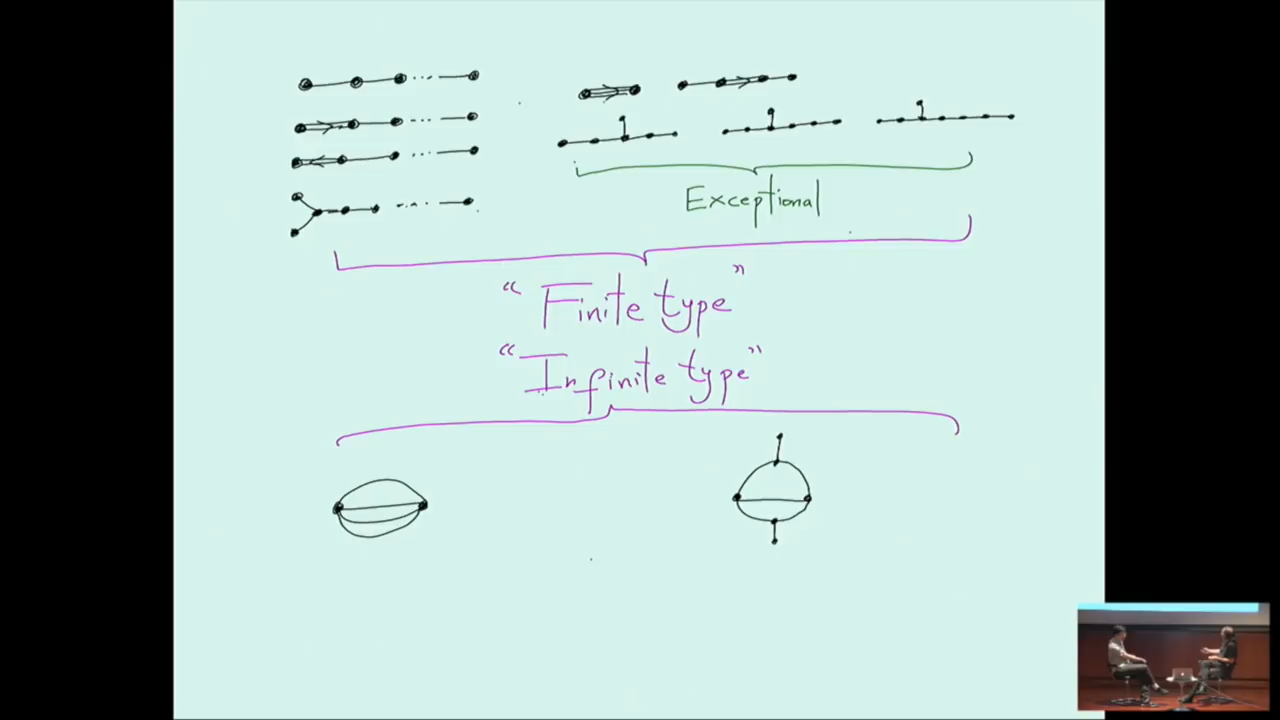 Exceptional
“Finite type”
“Infinite type”